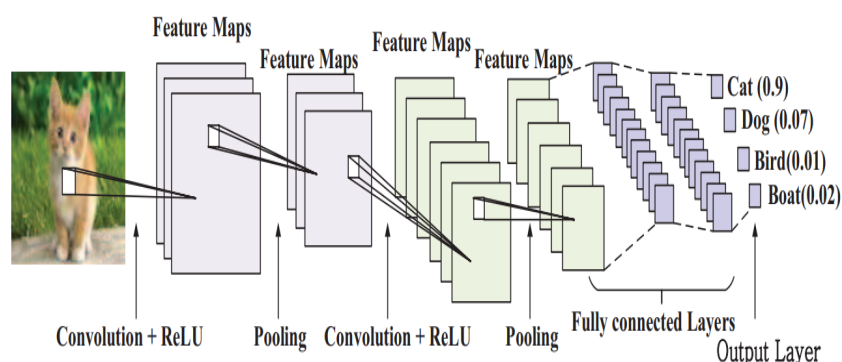 Feature Maps
Feature Maps
Feature Maps
Feature Maps
Cat (0.9)
Dog (0.07)
Bird(0.01)
Boat(0.02)
Convolution + ReLU
Pooling
Convolution + ReLU
Pooling
Fully connected Layers
Output Layer